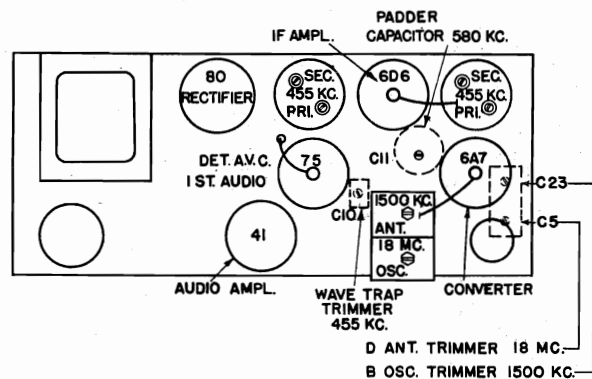 PADDER
CAPACITOR 580 KC.
IF AMPL.
80
RECTIFIER
SEC.
455 KC.
PRI.
6D6
SEC.
455 KC.
PRI.
DET. A.V.C.
1 ST. AUDIO
75
C11
6A7
C10
1500 KC.
ANT.
18 MC.
OSC.
C23
C5
41
AUDIO AMPL.
WAVE TRAP
TRIMMER
455 KC.
CONVERTER
D ANT. TRIMMER 18 MC.
B OSC. TRIMMER 1500 KC.